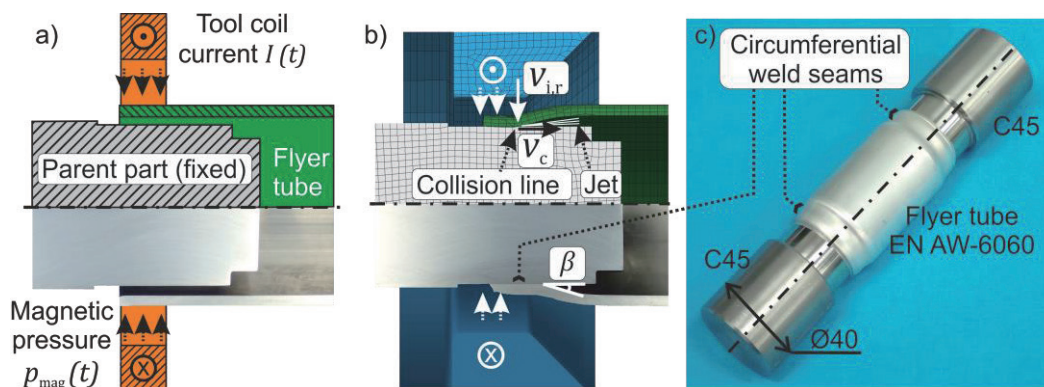 a)
Tool coil
current I(t)
Parent part (fixed)
Flyer
tube
Magnetic
pressure
p_mag(t)
b)
v_i,r
v_c
Collision line
Jet
β
X
X
c)
Circumferential
weld seams
C45
Flyer tube
EN AW-6060
C45
Ø40